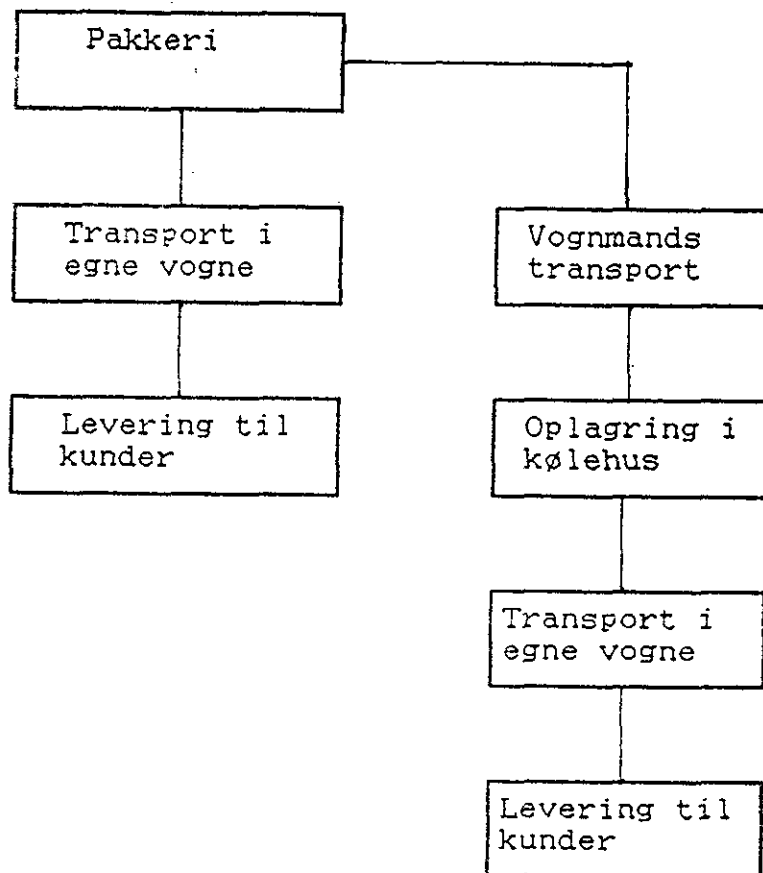 Pakkeri
Transport i
egne vogne
Levering til
kunder
Vognmands
transport
Oplagring i
kølehus
Transport i
egne vogne
Levering til
kunder